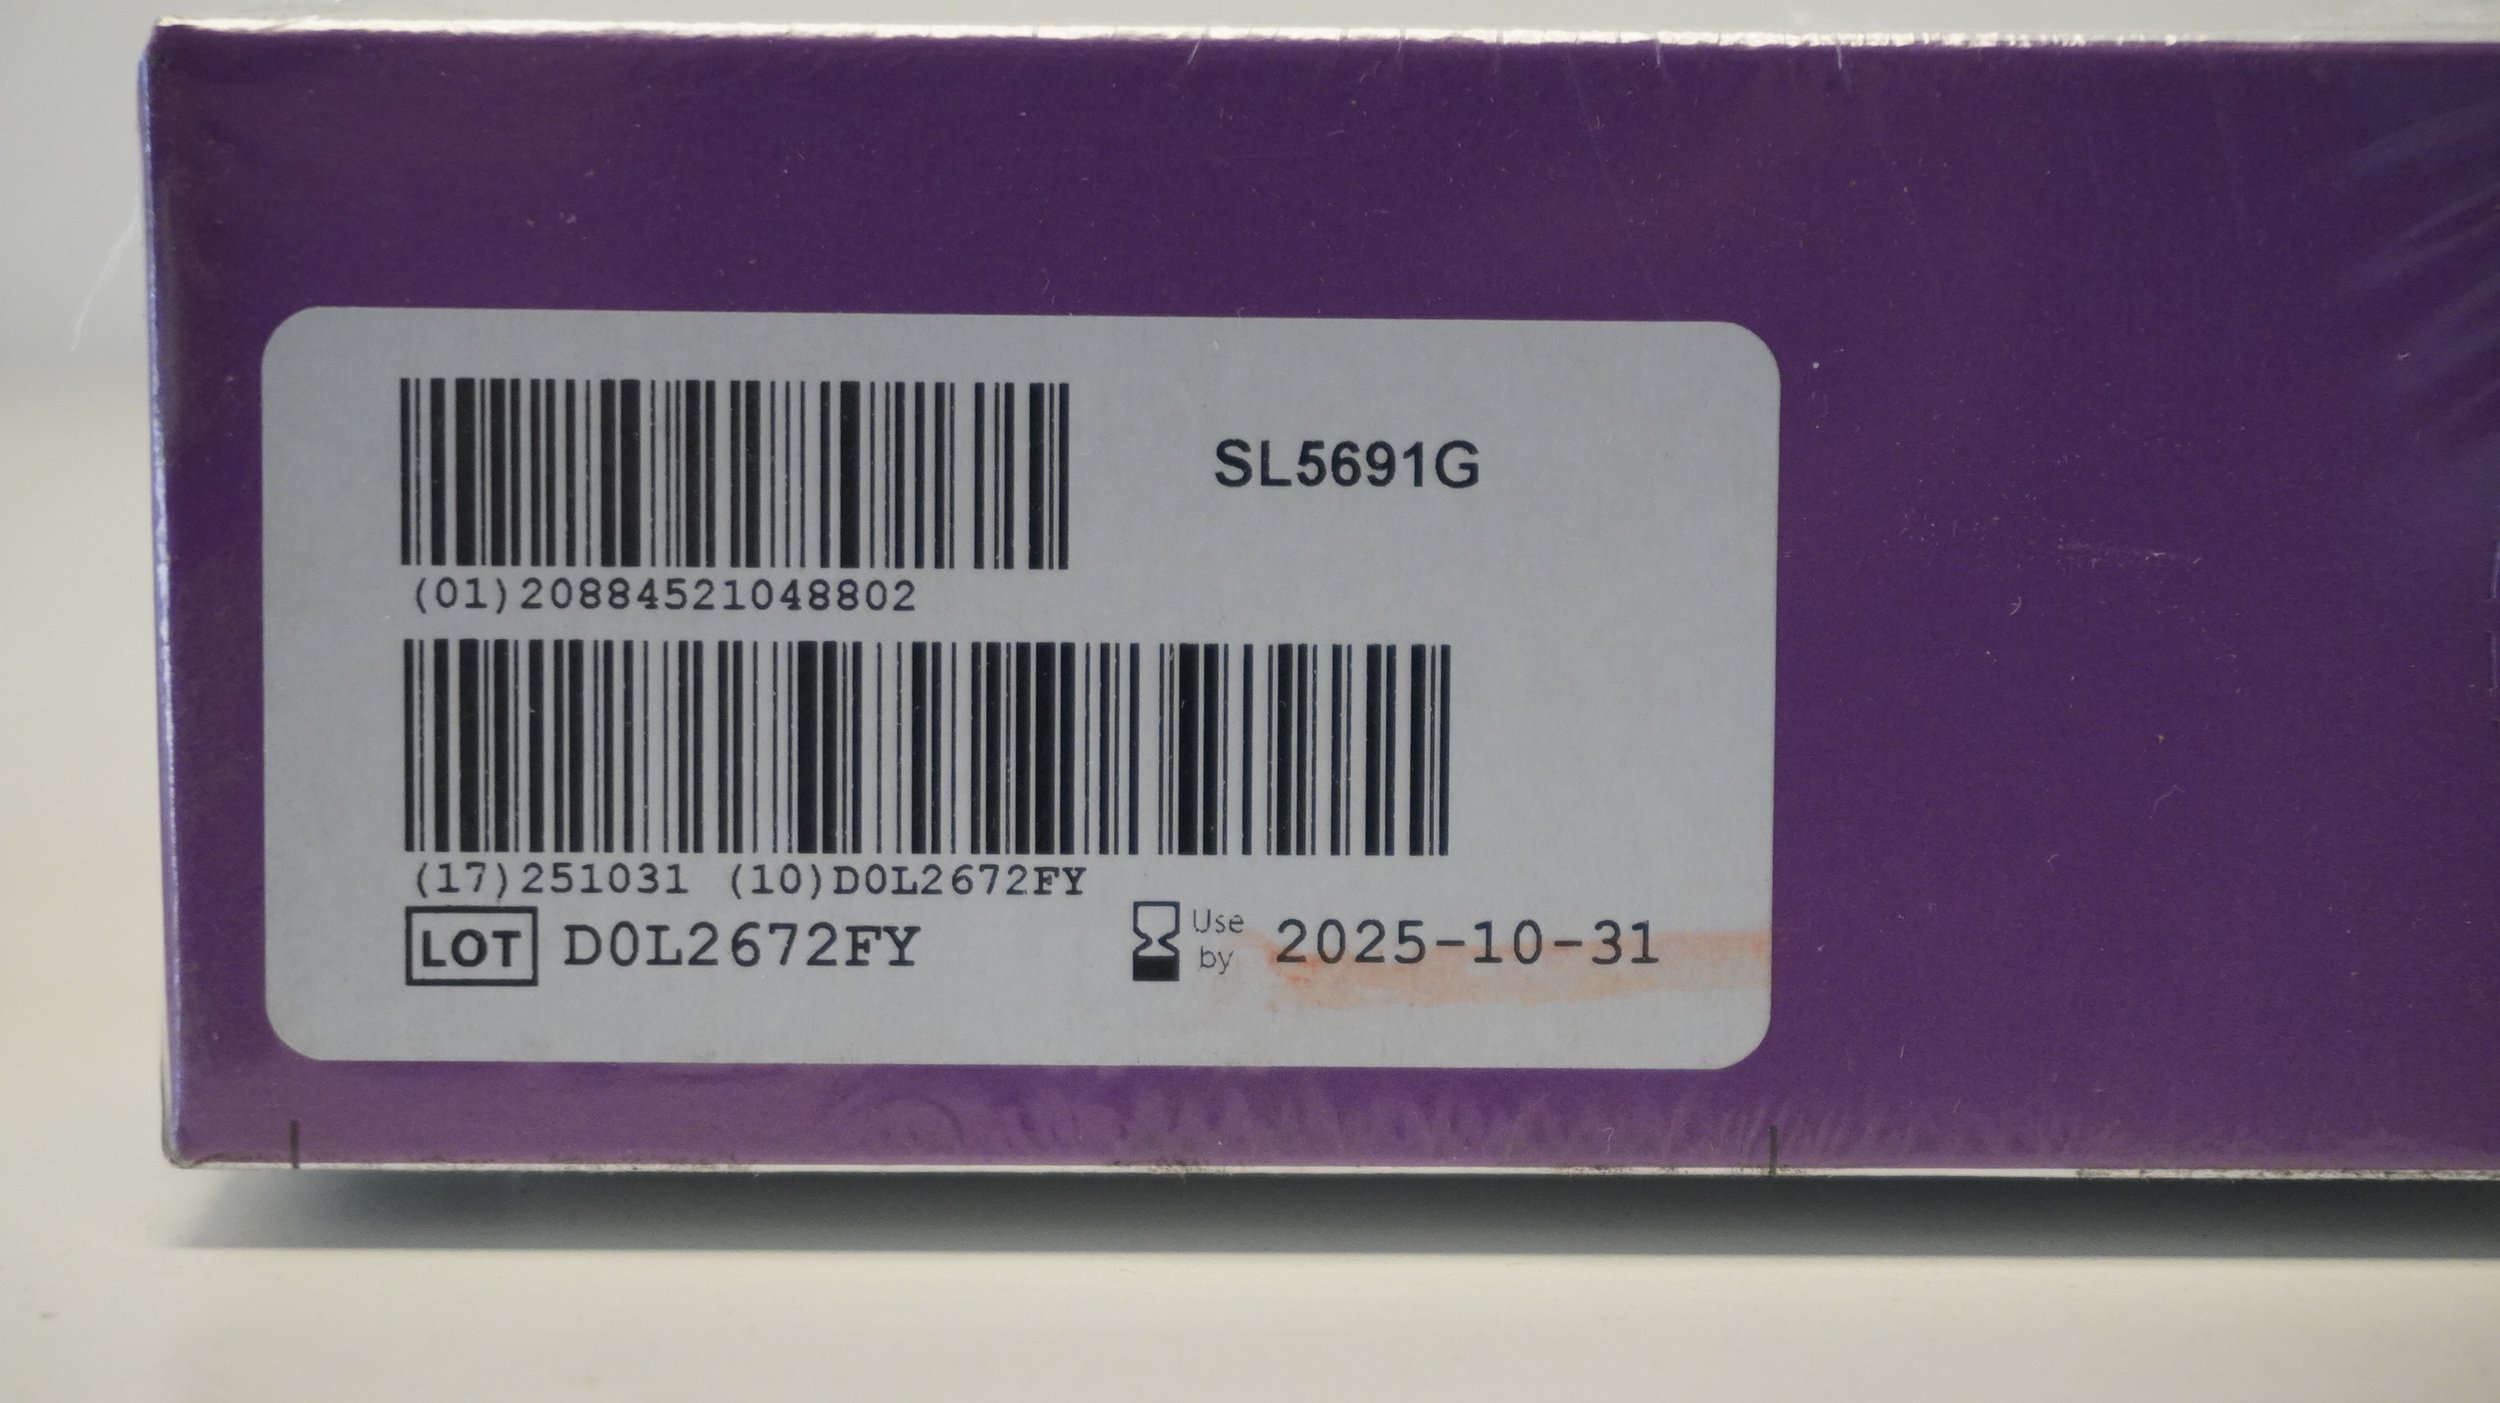 SL5691G
(01)20884521048802
(17)251031 (10)D0L2672FY
LOT D0L2672FY
Use by 2025-10-31